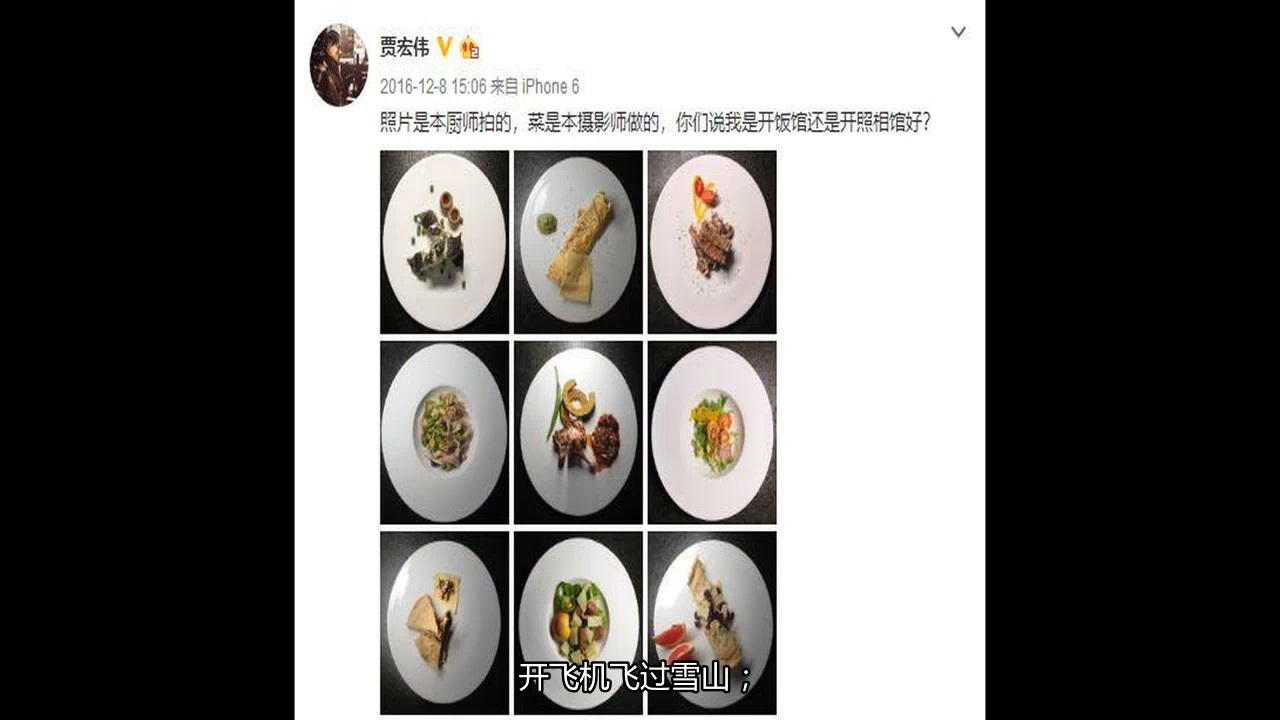 贾宏伟
2016-12-8 15:06 来自 iPhone 6
照片是本厨师拍的，菜是本摄影师做的，你们说我是开饭馆还是开照相馆好？
开飞机飞过雪山；